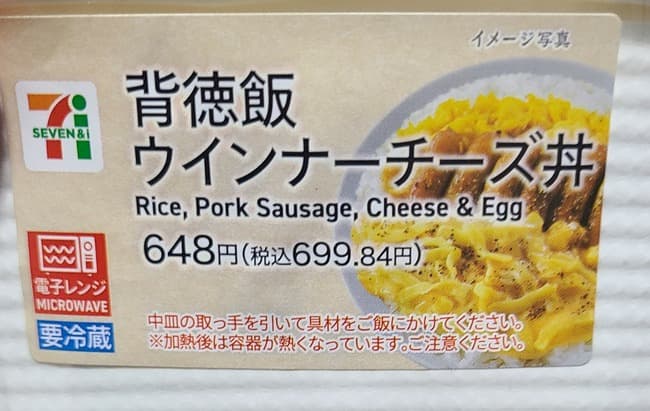 イメージ写真
SEVEN&i
背徳飯
ウインナーチーズ丼
Rice, Pork Sausage, Cheese & Egg
648円(税込699.84円)
電子レンジ
MICROWAVE
要冷蔵
中皿の取っ手を引いて具材をご飯にかけてください。
※加熱後は容器が熱くなっています。ご注意ください。